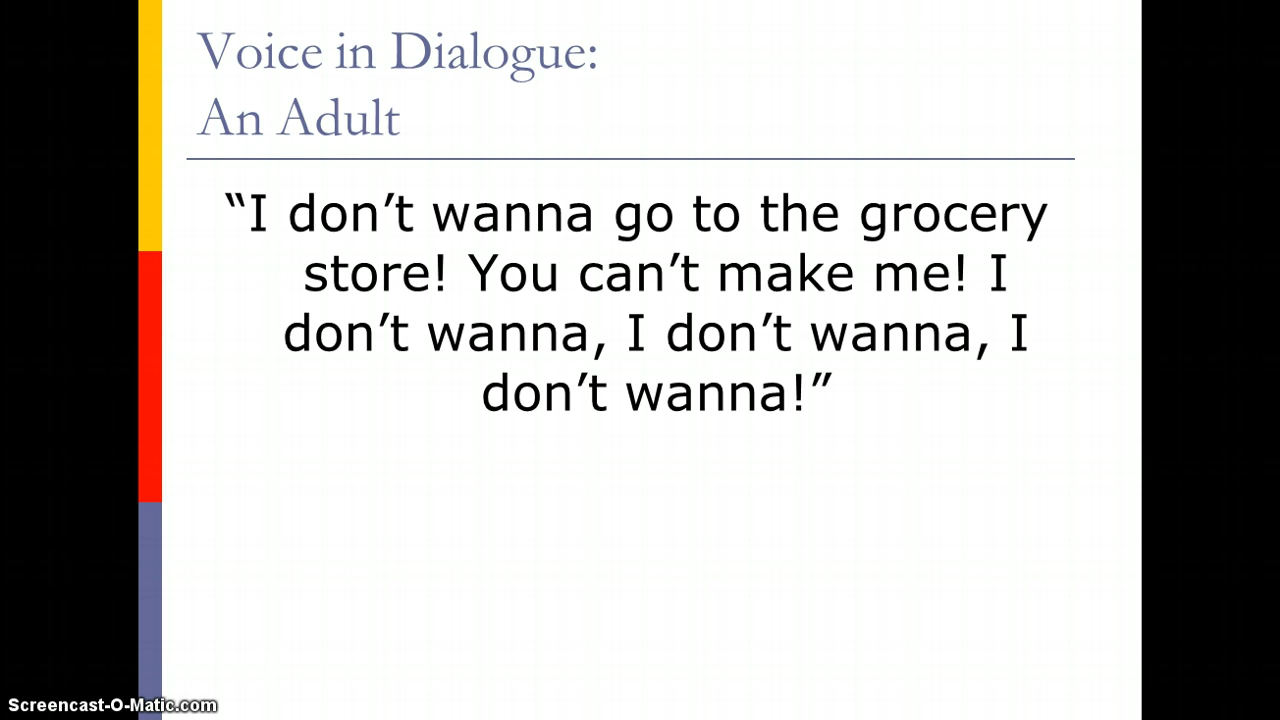 Voice in Dialogue:
An Adult
“I don’t wanna go to the grocery
store! You can’t make me! I
don’t wanna, I don’t wanna, I
don’t wanna!”
Screencast-O-Matic.com